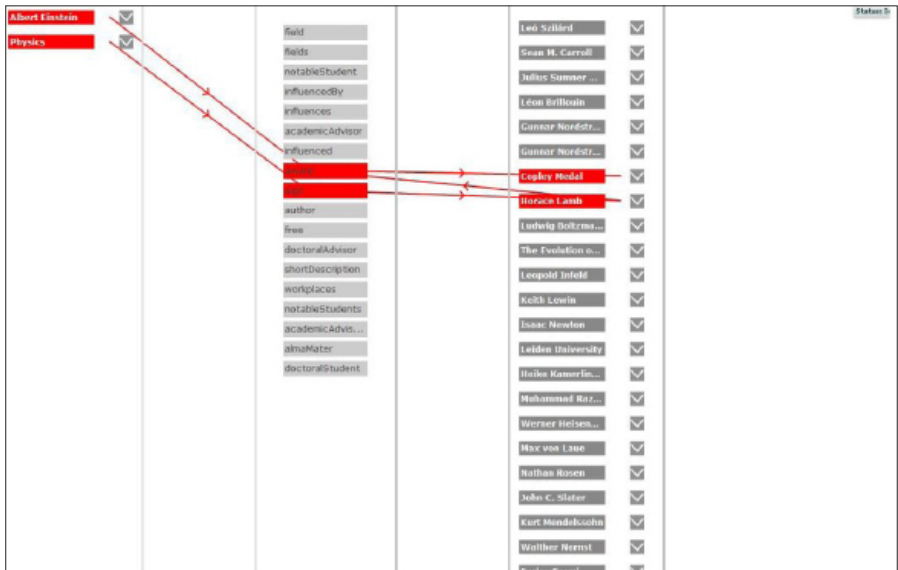 Albert Einstein
Physics
field
fields
notableStudent
influencedBy
influences
academicAdvisor
influenced
author
free
doctoralAdvisor
shortDescription
workplaces
notableStudents
academicAdvis...
almaMater
doctoralStudent
Leó Szilárd
Sean M. Carroll
Julius Sumner ...
Léon Brillouin
Gunnar Nordstr...
Gunnar Nordstr...
Copley Medal
Horace Lamb
Ludwig Boltzma...
The Evolution o...
Leopold Infeld
Keith Lewin
Isaac Newton
Leiden University
Heike Kamerlin...
Muhammad Raz...
Werner Heisen...
Max von Laue
Nathan Rosen
John C. Slater
Kurt Mendelssohn
Walther Nernst
Status: